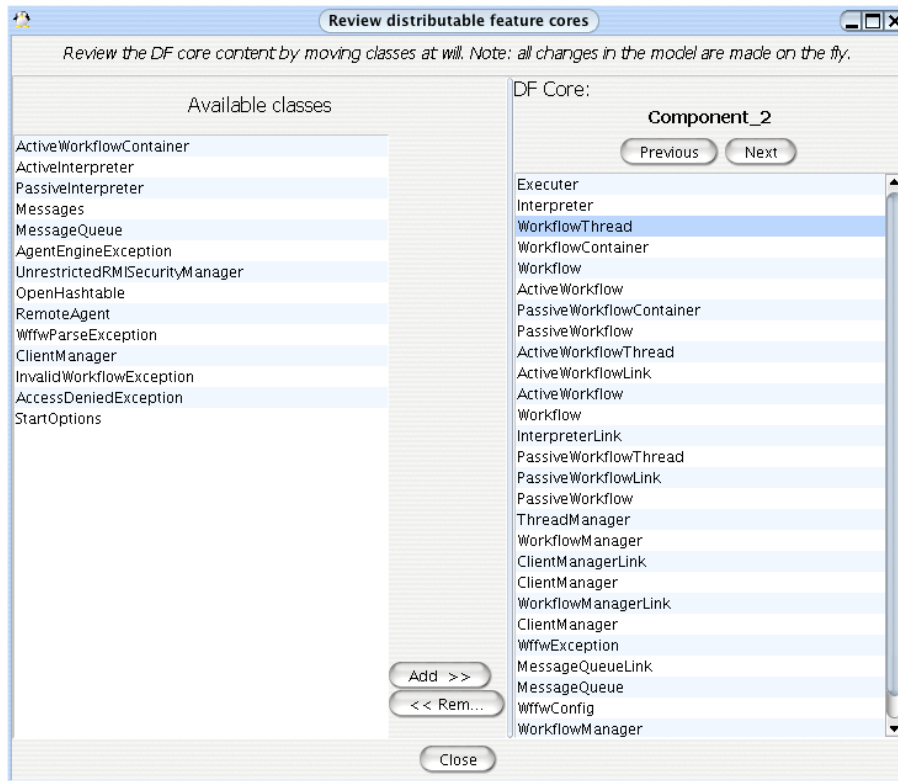 Review distributable feature cores
Review the DF core content by moving classes at will. Note: all changes in the model are made on the fly.
Available classes
ActiveWorkflowContainer
ActiveInterpreter
PassiveInterpreter
Messages
MessageQueue
AgentEngineException
UnrestrictedRMISecurityManager
OpenHashtable
RemoteAgent
WffwParseException
ClientManager
InvalidWorkflowException
AccessDeniedException
StartOptions
Add >>
<< Rem...
DF Core:
Component_2
Previous Next
Executer
Interpreter
WorkflowThread
WorkflowContainer
Workflow
ActiveWorkflow
PassiveWorkflowContainer
PassiveWorkflow
ActiveWorkflowThread
ActiveWorkflowLink
ActiveWorkflow
Workflow
InterpreterLink
PassiveWorkflowThread
PassiveWorkflowLink
PassiveWorkflow
ThreadManager
WorkflowManager
ClientManagerLink
ClientManager
WorkflowManagerLink
ClientManager
WffwException
MessageQueueLink
MessageQueue
WffwConfig
WorkflowManager
Close